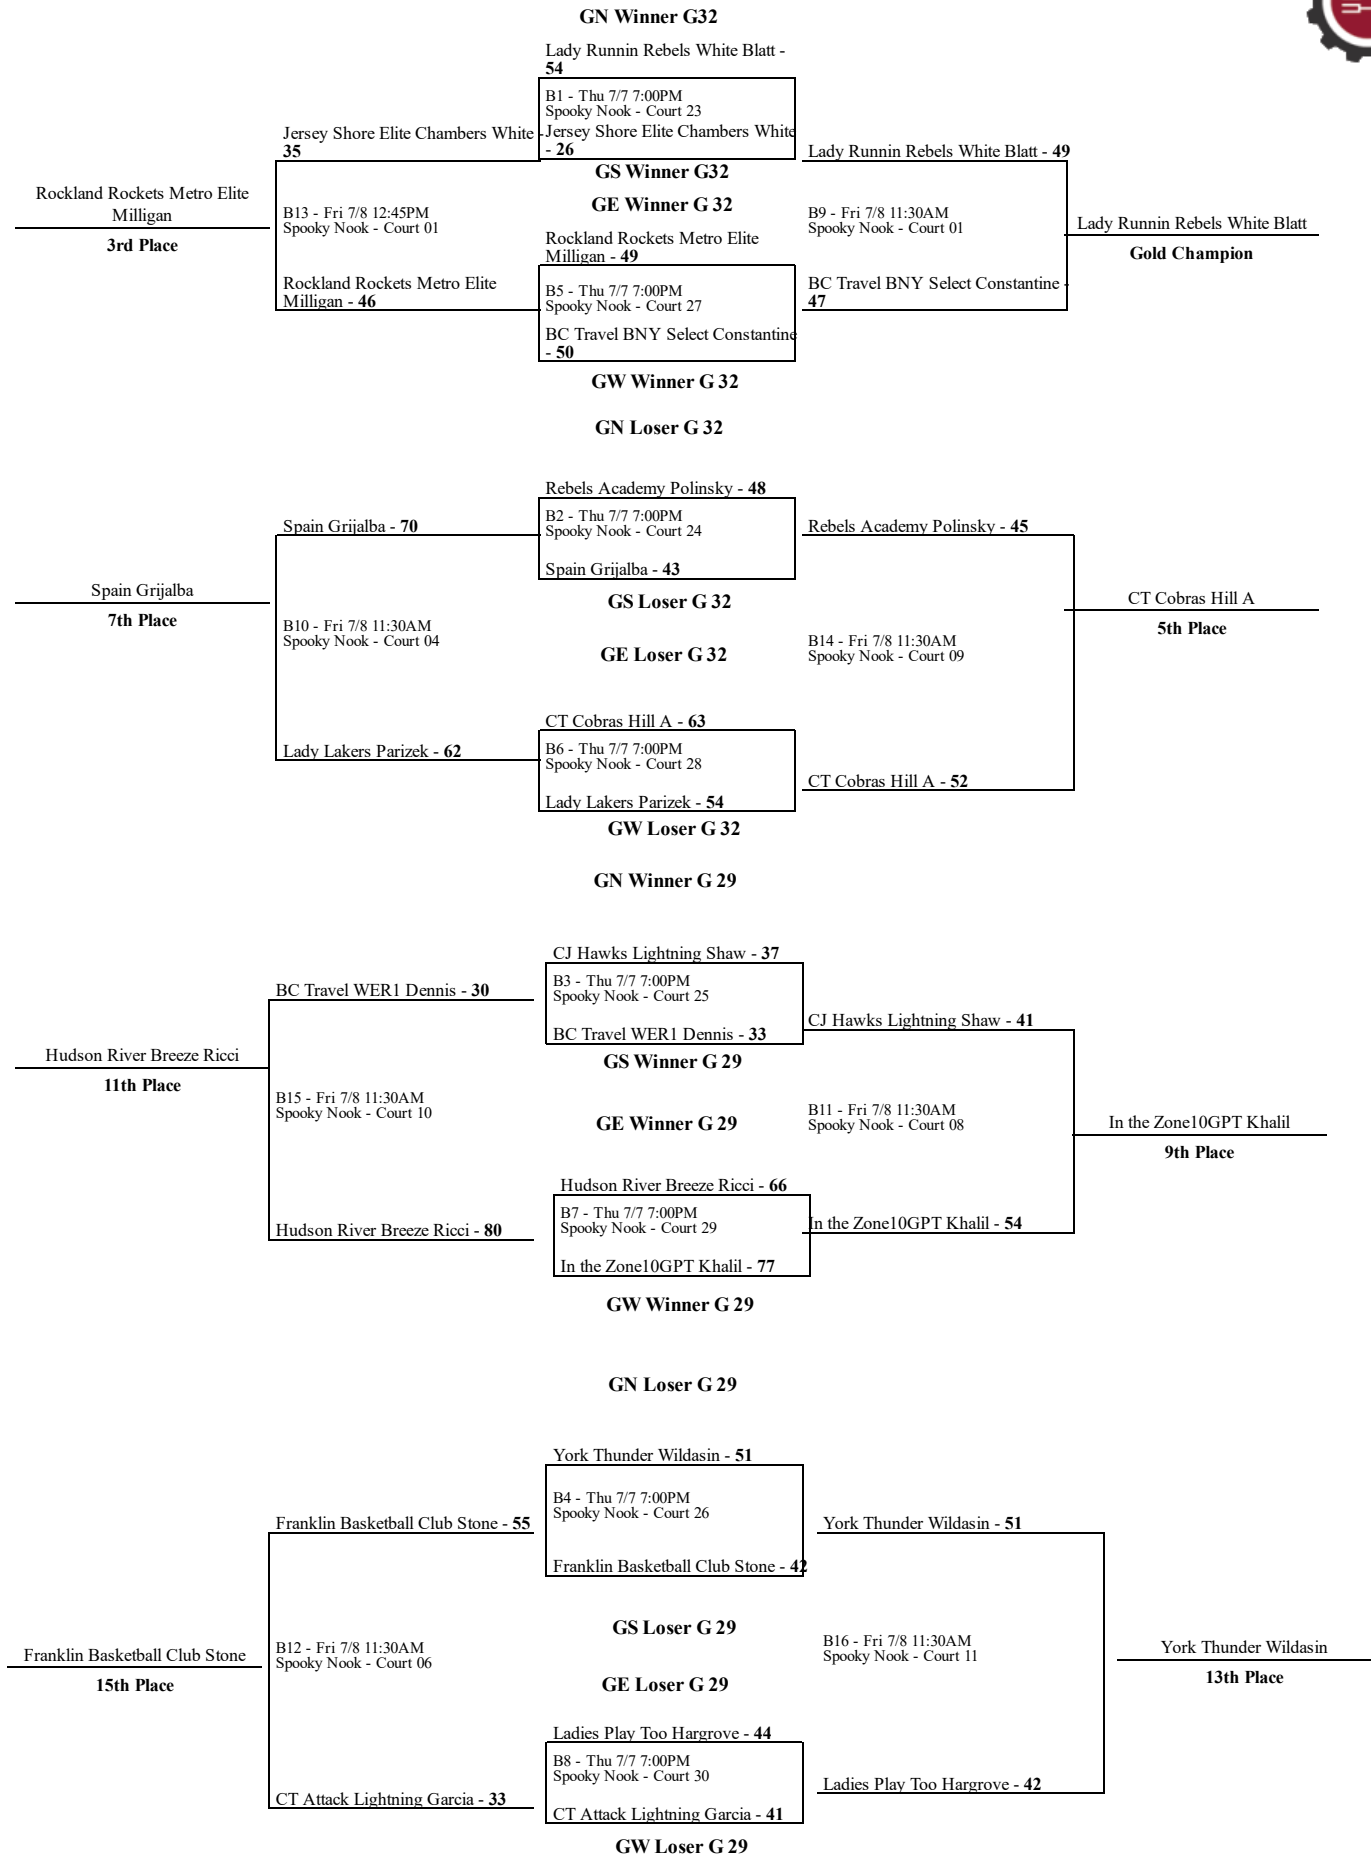 GN Winner G32
Lady Runnin Rebels White Blatt -
54
B1 - Thu 7/7 7:00PM
Spooky Nook - Court 23
Jersey Shore Elite Chambers White
- 26
GS Winner G32
Jersey Shore Elite Chambers White -
35
Lady Runnin Rebels White Blatt - 49
Rockland Rockets Metro Elite
Milligan
3rd Place
B13 - Fri 7/8 12:45PM
Spooky Nook - Court 01
GE Winner G 32
B9 - Fri 7/8 11:30AM
Spooky Nook - Court 01
Lady Runnin Rebels White Blatt
Gold Champion
Rockland Rockets Metro Elite
Milligan - 49
Rockland Rockets Metro Elite
Milligan - 46
B5 - Thu 7/7 7:00PM
Spooky Nook - Court 27
BC Travel BNY Select Constantine -
47
BC Travel BNY Select Constantine
- 50
GW Winner G 32
GN Loser G 32
Rebels Academy Polinsky - 48
B2 - Thu 7/7 7:00PM
Spooky Nook - Court 24
Spain Grijalba - 70
Rebels Academy Polinsky - 45
Spain Grijalba - 43
Spain Grijalba
7th Place
GS Loser G 32
CT Cobras Hill A
5th Place
B10 - Fri 7/8 11:30AM
Spooky Nook - Court 04
GE Loser G 32
B14 - Fri 7/8 11:30AM
Spooky Nook - Court 09
CT Cobras Hill A - 63
Lady Lakers Parizek - 62
B6 - Thu 7/7 7:00PM
Spooky Nook - Court 28
CT Cobras Hill A - 52
Lady Lakers Parizek - 54
GW Loser G 32
GN Winner G 29
CJ Hawks Lightning Shaw - 37
BC Travel WER1 Dennis - 30
B3 - Thu 7/7 7:00PM
Spooky Nook - Court 25
BC Travel WER1 Dennis - 33
CJ Hawks Lightning Shaw - 41
Hudson River Breeze Ricci
11th Place
GS Winner G 29
B15 - Fri 7/8 11:30AM
Spooky Nook - Court 10
GE Winner G 29
B11 - Fri 7/8 11:30AM
Spooky Nook - Court 08
In the Zone10GPT Khalil
9th Place
Hudson River Breeze Ricci - 66
Hudson River Breeze Ricci - 80
B7 - Thu 7/7 7:00PM
Spooky Nook - Court 29
In the Zone10GPT Khalil - 54
In the Zone10GPT Khalil - 77
GW Winner G 29
GN Loser G 29
York Thunder Wildasin - 51
B4 - Thu 7/7 7:00PM
Spooky Nook - Court 26
Franklin Basketball Club Stone - 55
York Thunder Wildasin - 51
Franklin Basketball Club Stone - 42
GS Loser G 29
Franklin Basketball Club Stone
15th Place
B12 - Fri 7/8 11:30AM
Spooky Nook - Court 06
B16 - Fri 7/8 11:30AM
Spooky Nook - Court 11
York Thunder Wildasin
13th Place
GE Loser G 29
Ladies Play Too Hargrove - 44
B8 - Thu 7/7 7:00PM
Spooky Nook - Court 30
Ladies Play Too Hargrove - 42
CT Attack Lightning Garcia - 33
CT Attack Lightning Garcia - 41
GW Loser G 29